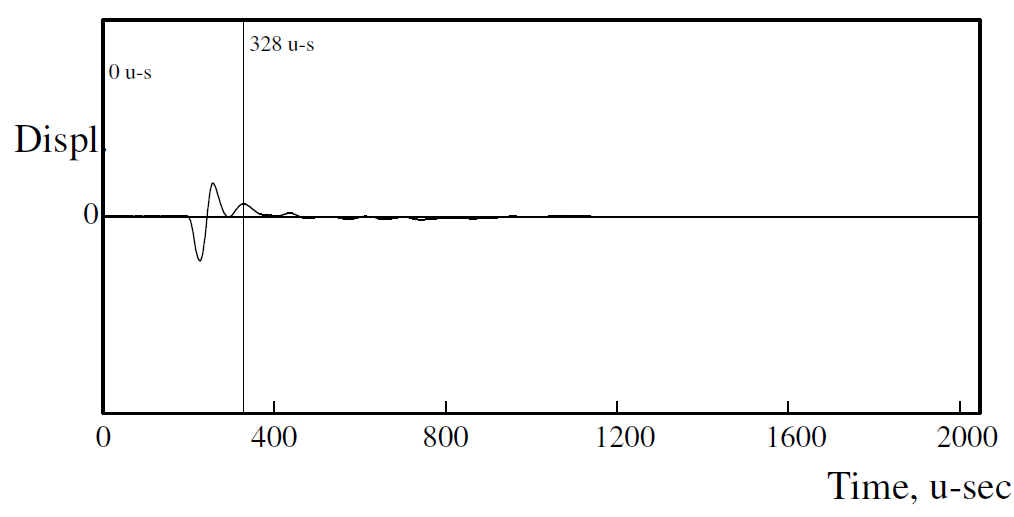 328 u-s
0 u-s
Displ.
0
0 400 800 1200 1600 2000
Time, u-sec